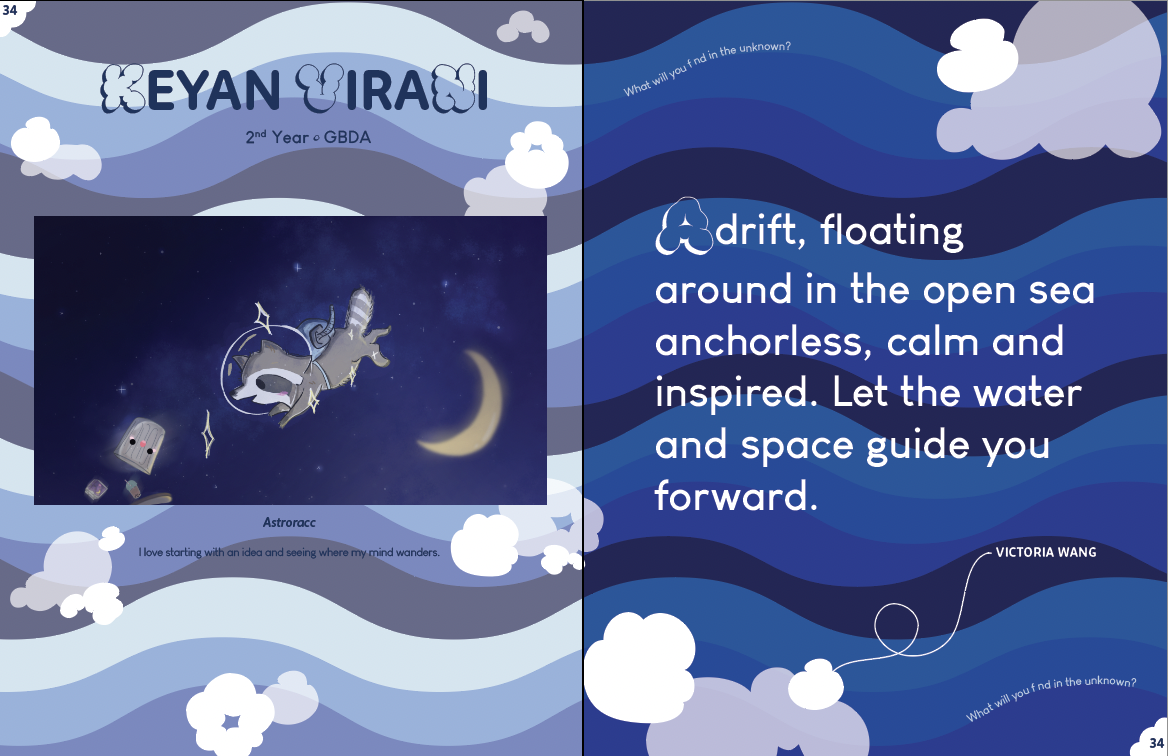 34
KEYAN VIRANI
2nd Year • GBDA
Astroracc
I love starting with an idea and seeing where my mind wanders.
What will you f nd in the unknown?
Adrift, floating
around in the open sea
anchorless, calm and
inspired. Let the water
and space guide you
forward.
VICTORIA WANG
What will you f nd in the unknown?
34